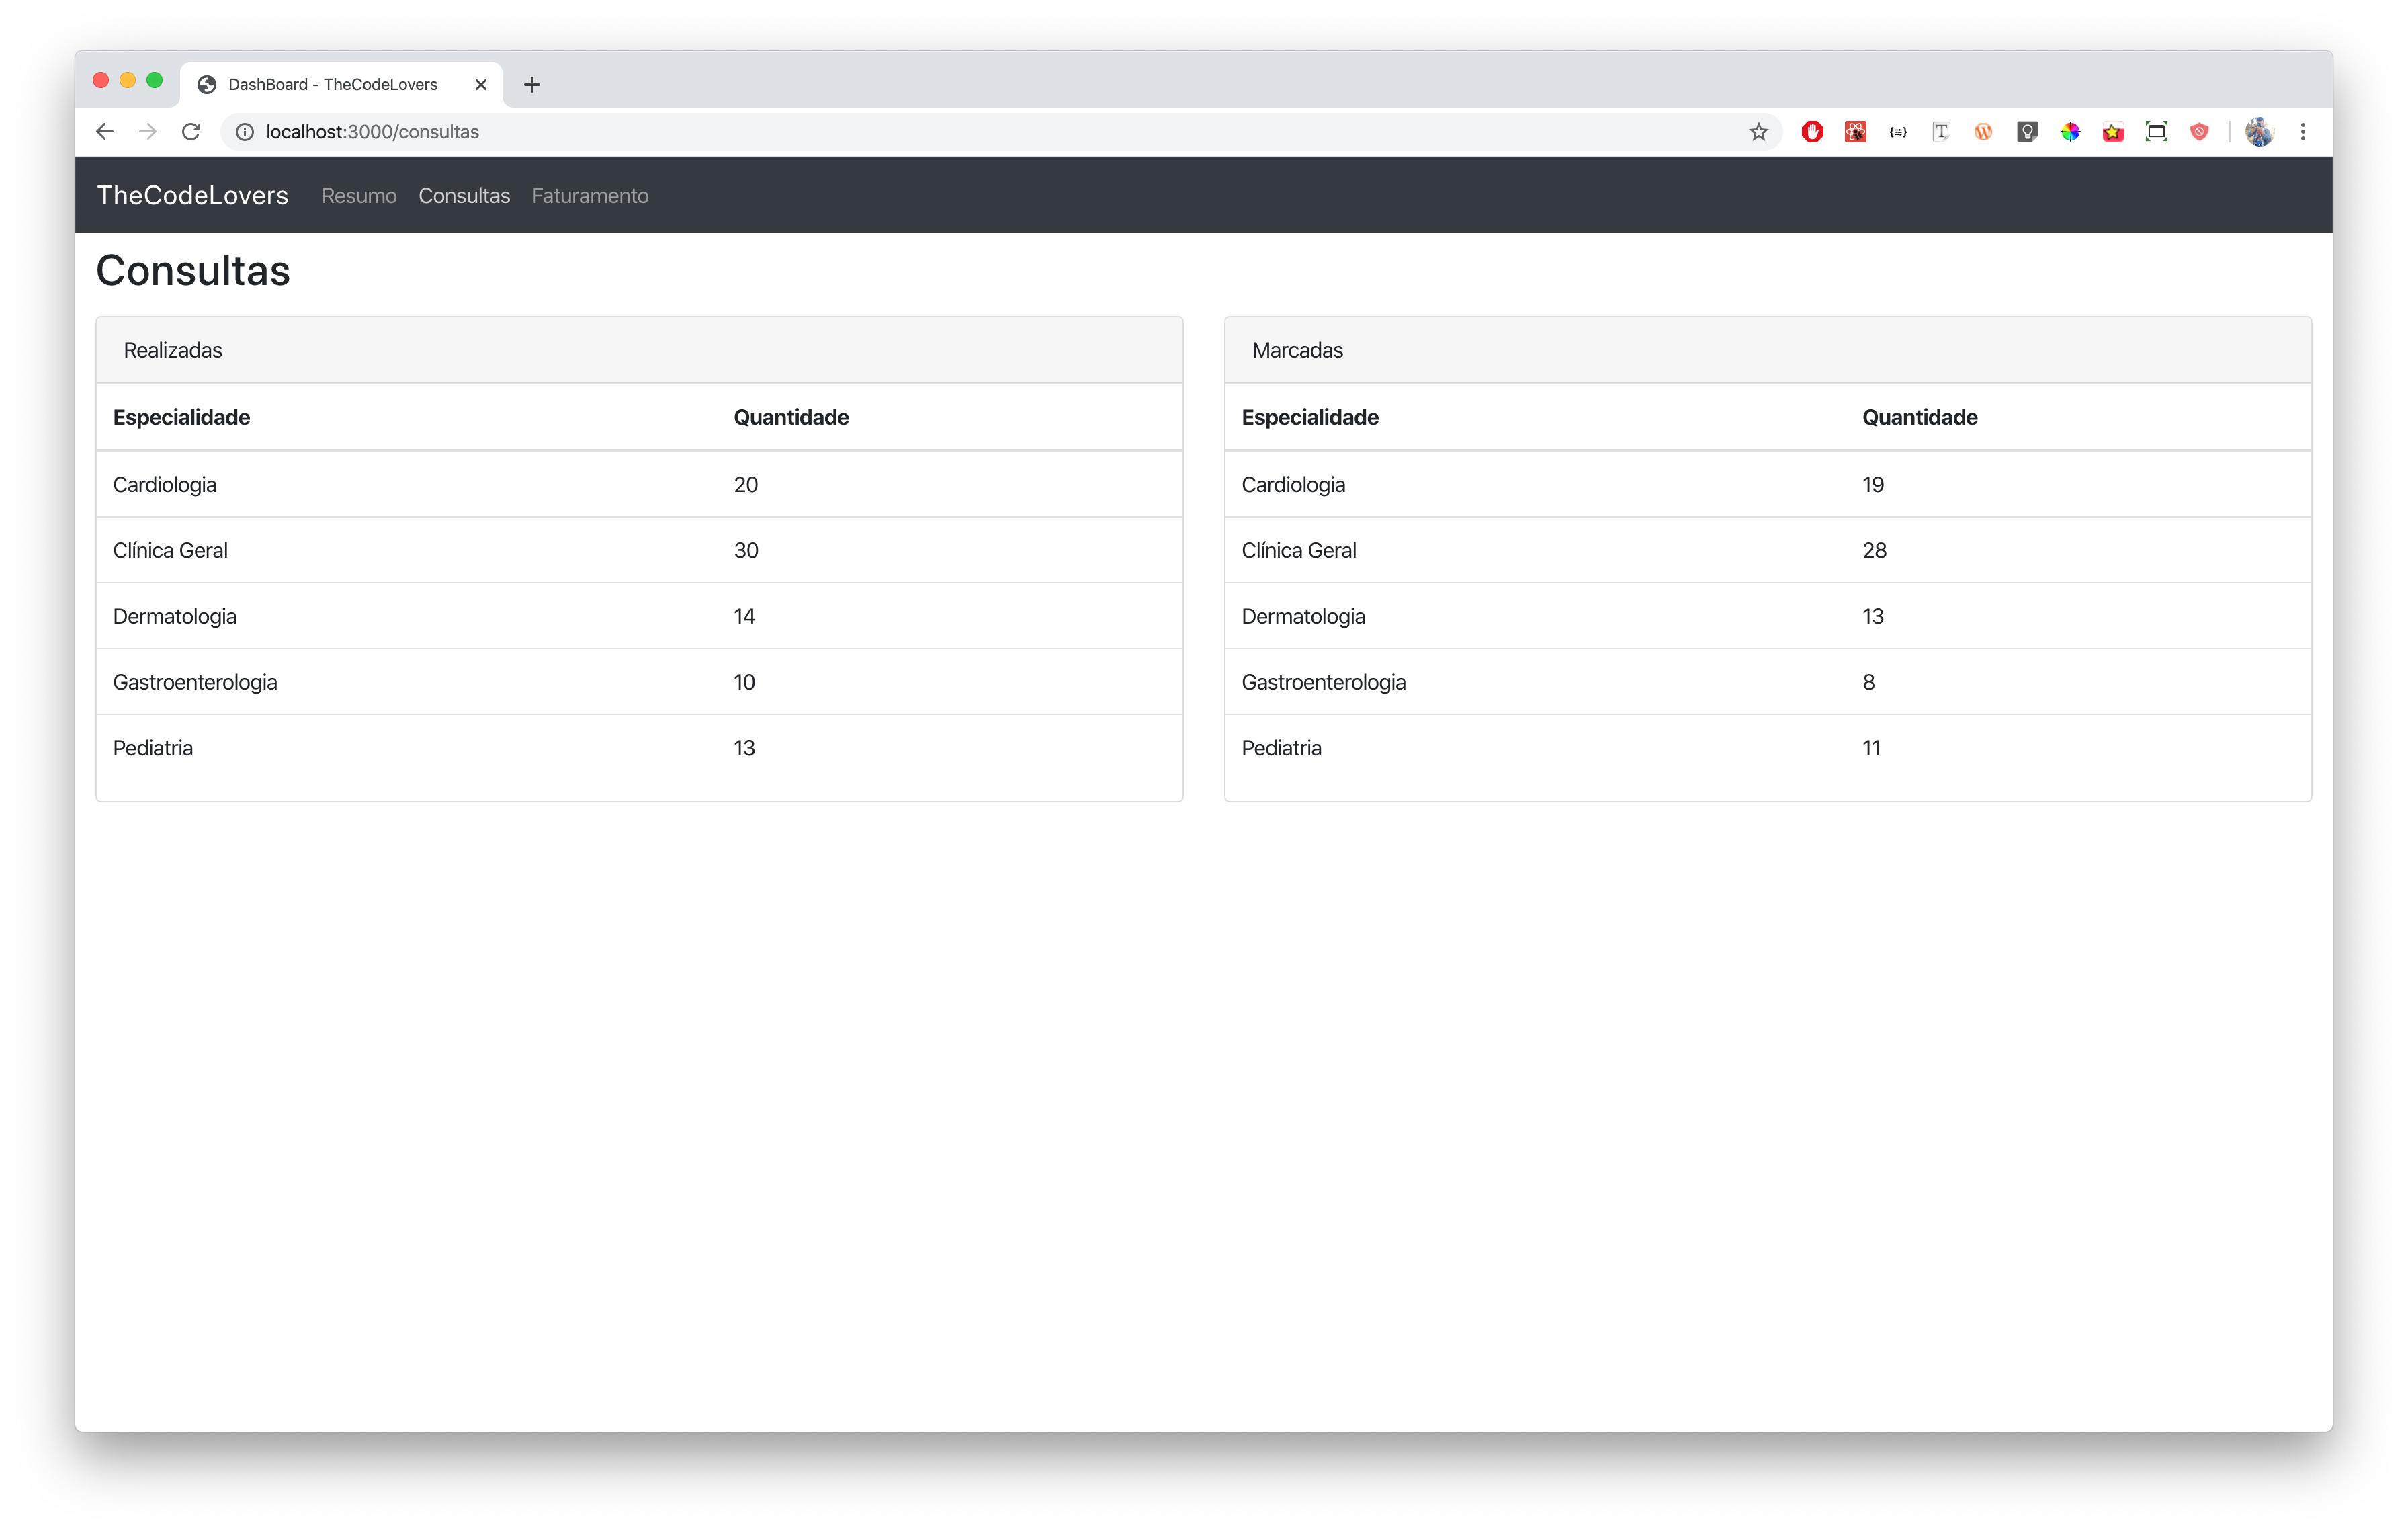 DashBoard - TheCodeLovers
localhost:3000/consultas
TheCodeLovers Resumo Consultas Faturamento
Consultas
Realizadas
Especialidade Quantidade
Cardiologia 20
Clínica Geral 30
Dermatologia 14
Gastroenterologia 10
Pediatria 13
Marcadas
Especialidade Quantidade
Cardiologia 19
Clínica Geral 28
Dermatologia 13
Gastroenterologia 8
Pediatria 11